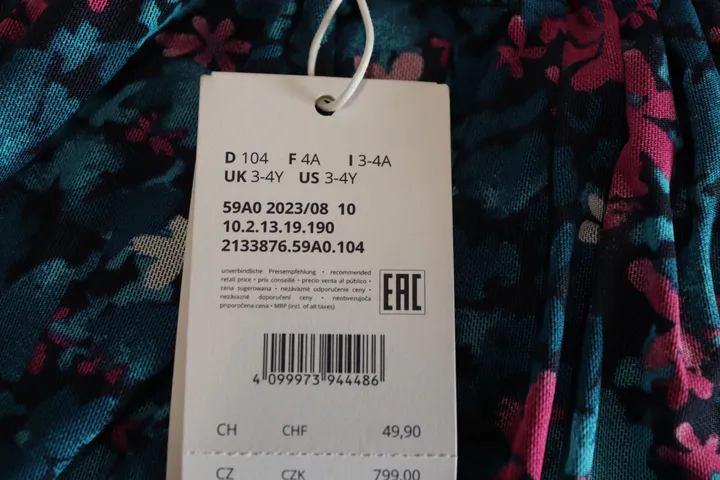 D 104 F 4A I 3-4A
UK 3-4Y US 3-4Y
59A0 2023/08 10
10.2.13.19.190
2133876.59A0.104
unverbindliche Preisempfehlung • recommended
retail price • prix conseillé • precio venta al público •
cena sugerowana • nezávazné odporučenie ceny •
nezávazné doporučení ceny • neobvezujoča
priporočena cena • MRP (incl. of all taxes)
EAC
4 099973 944486
CH CHF 49,90
CZ CZK 799,00